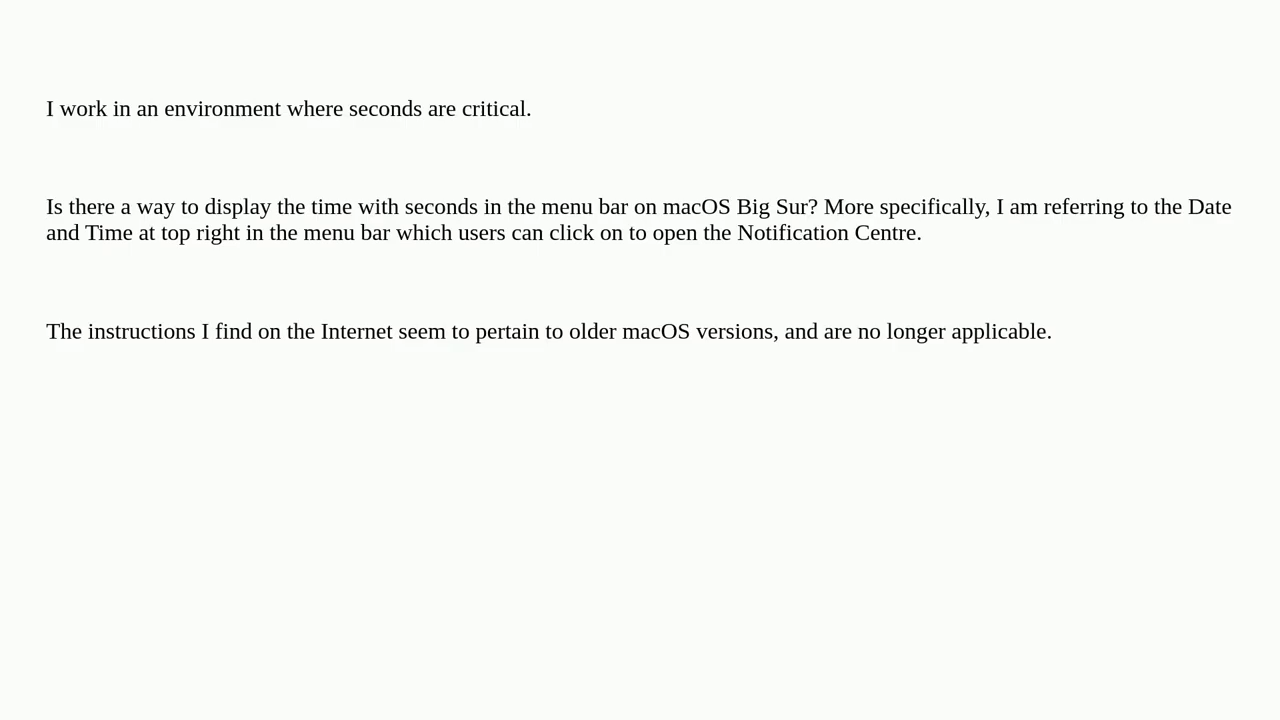 I work in an environment where seconds are critical.
Is there a way to display the time with seconds in the menu bar on macOS Big Sur? More specifically, I am referring to the Date
and Time at top right in the menu bar which users can click on to open the Notification Centre.
The instructions I find on the Internet seem to pertain to older macOS versions, and are no longer applicable.